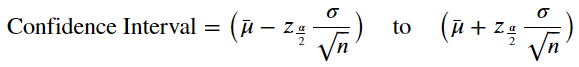 Confidence Interval = (μ̄ − z_{α/2} σ/√n) to (μ̄ + z_{α/2} σ/√n)